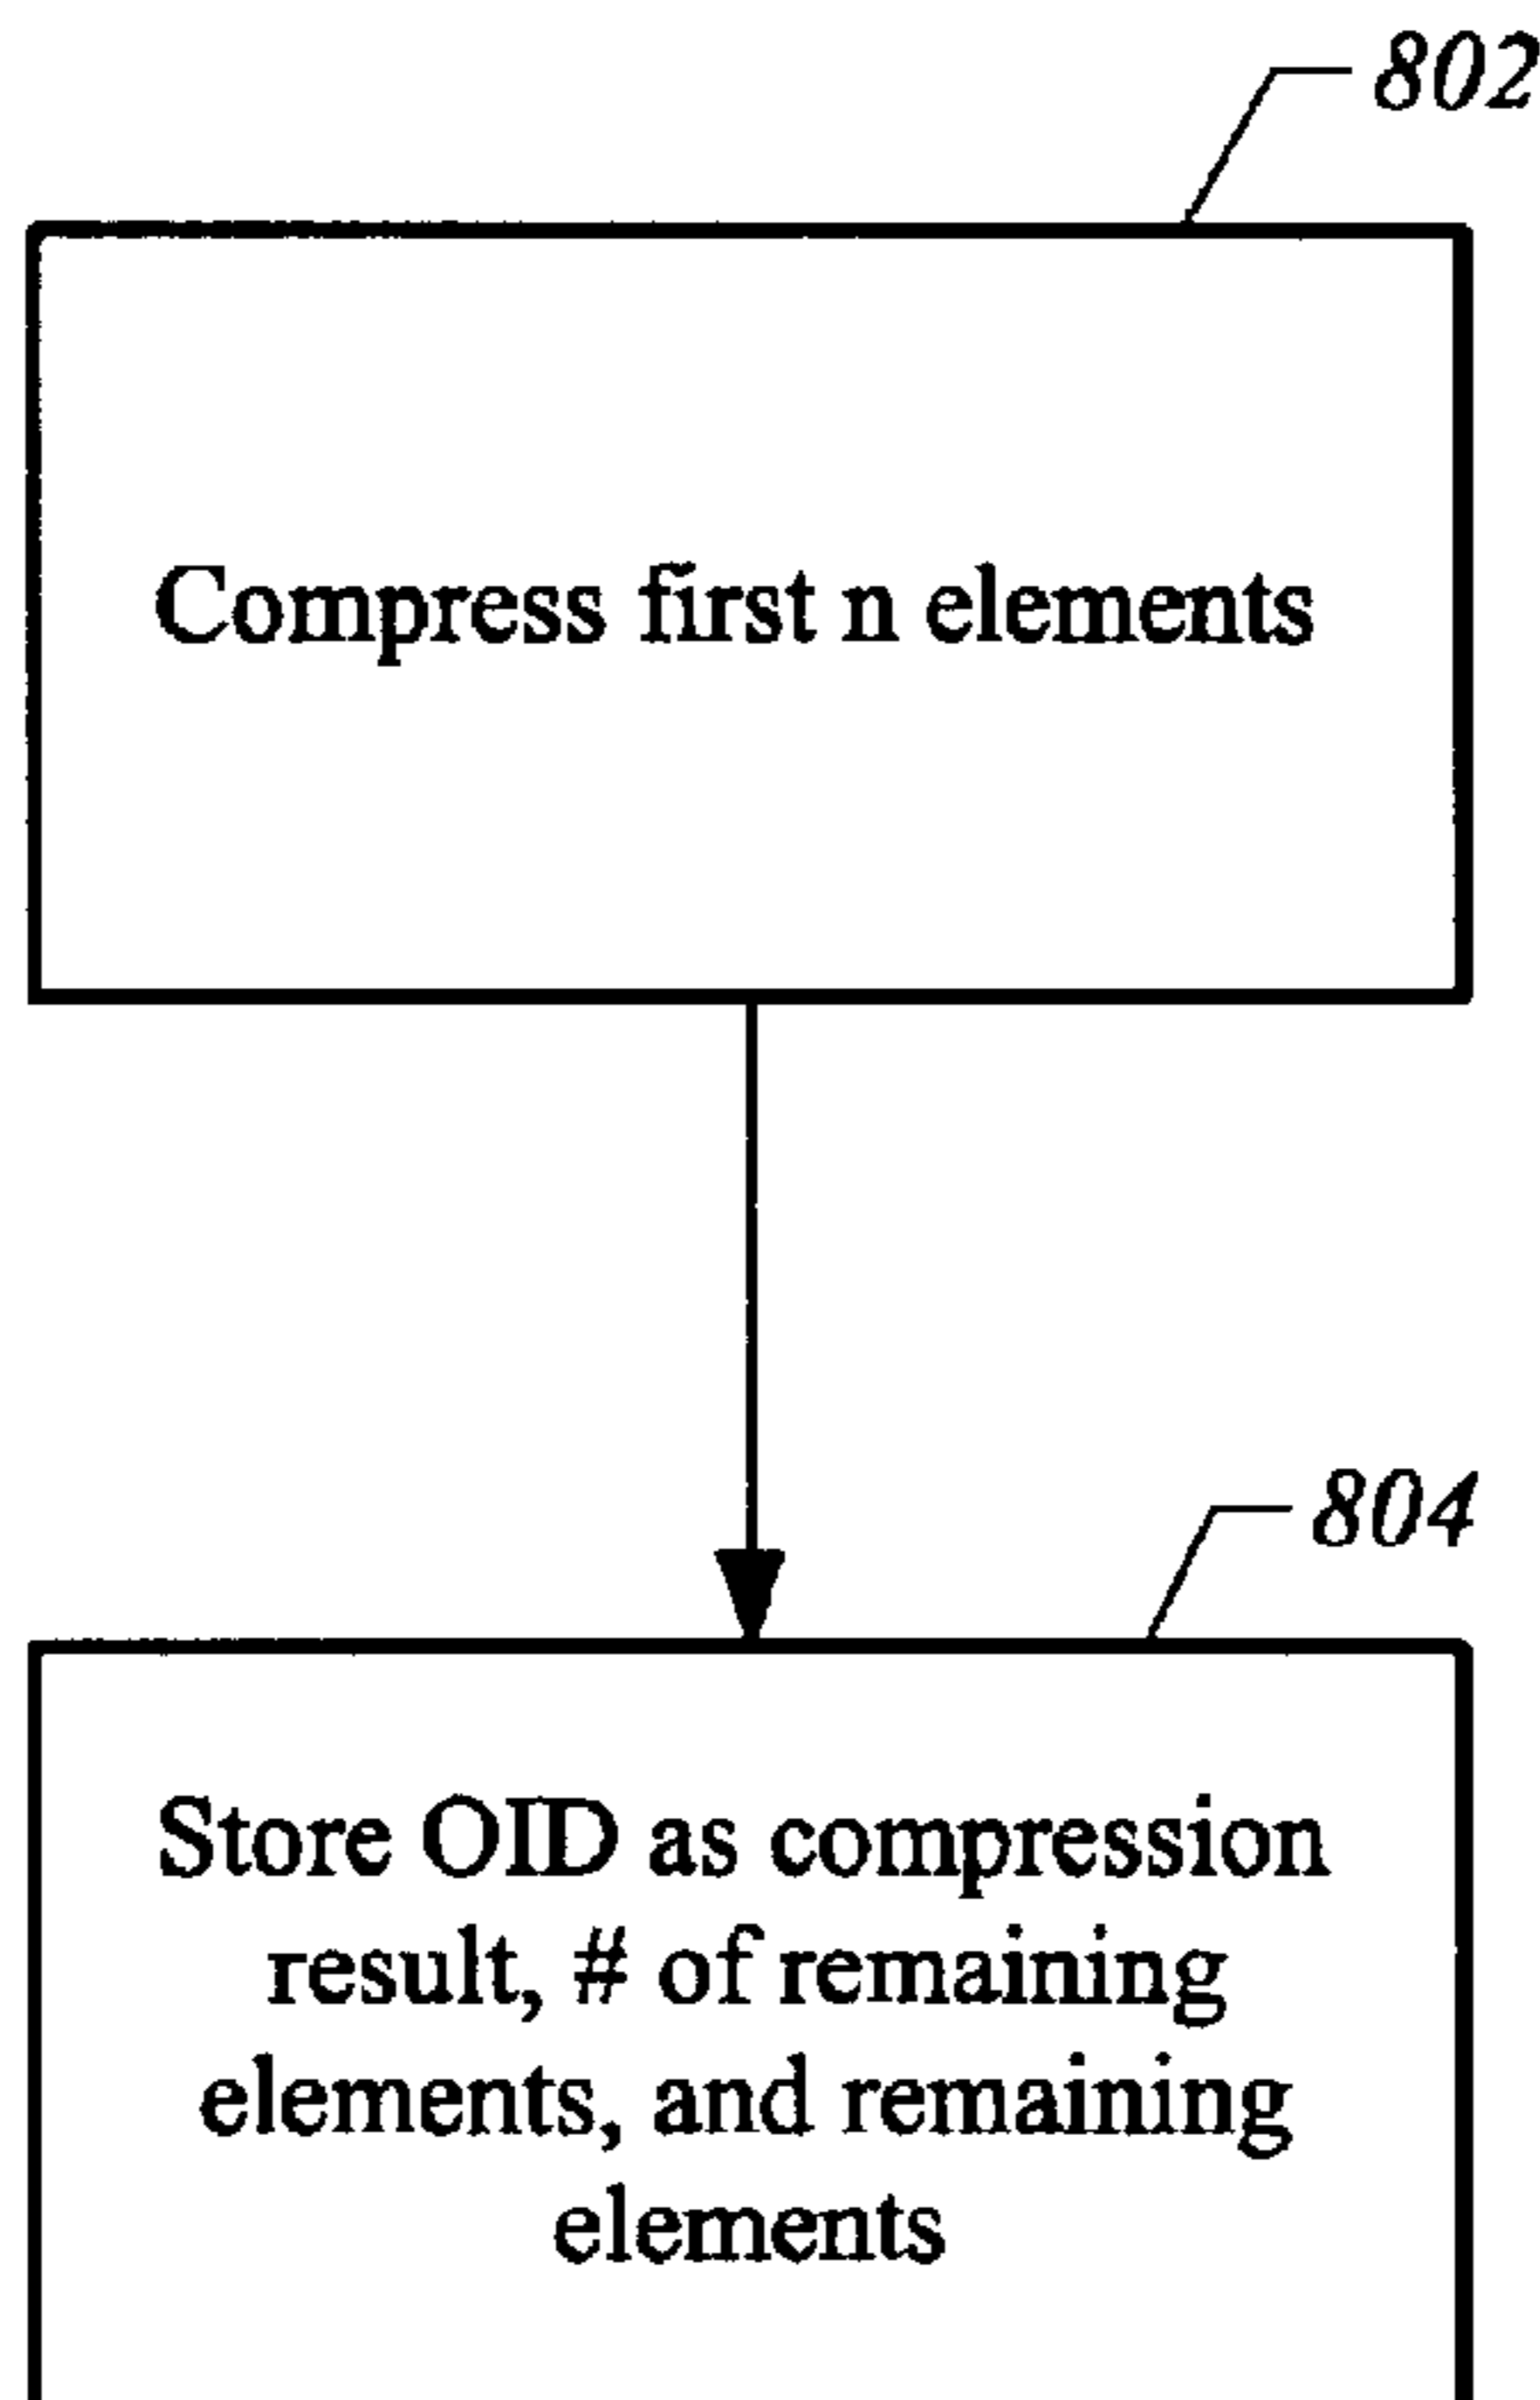 802
Compress first n elements
804
Store OID as compression
result, # of remaining
elements, and remaining
elements